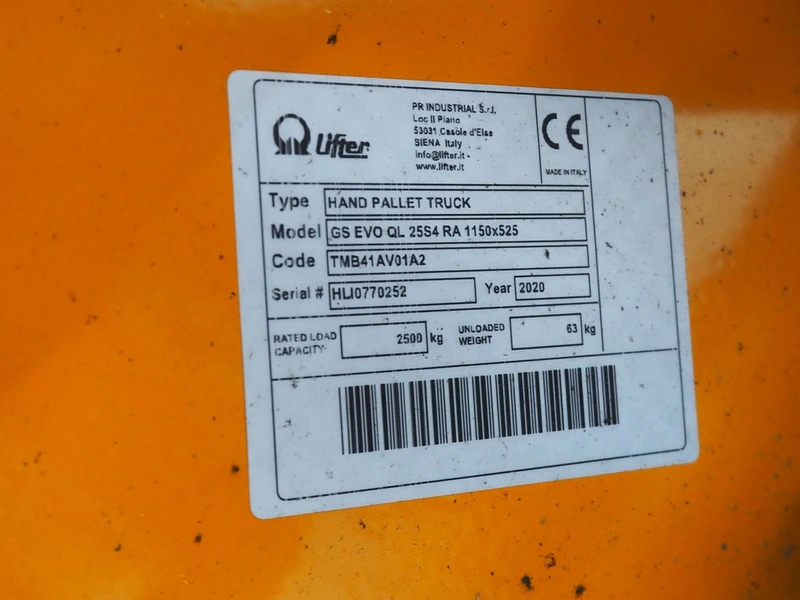 Lifter
PR INDUSTRIAL S.r.l.
Loc Il Piano
53031 Casole d'Elsa
SIENA Italy
info@lifter.it -
www.lifter.it
CE
MADE IN ITALY
Type HAND PALLET TRUCK
Model GS EVO QL 25S4 RA 1150x525
Code TMB41AV01A2
Serial # HLI0770252 Year 2020
RATED LOAD CAPACITY 2500 kg UNLOADED WEIGHT 63 kg